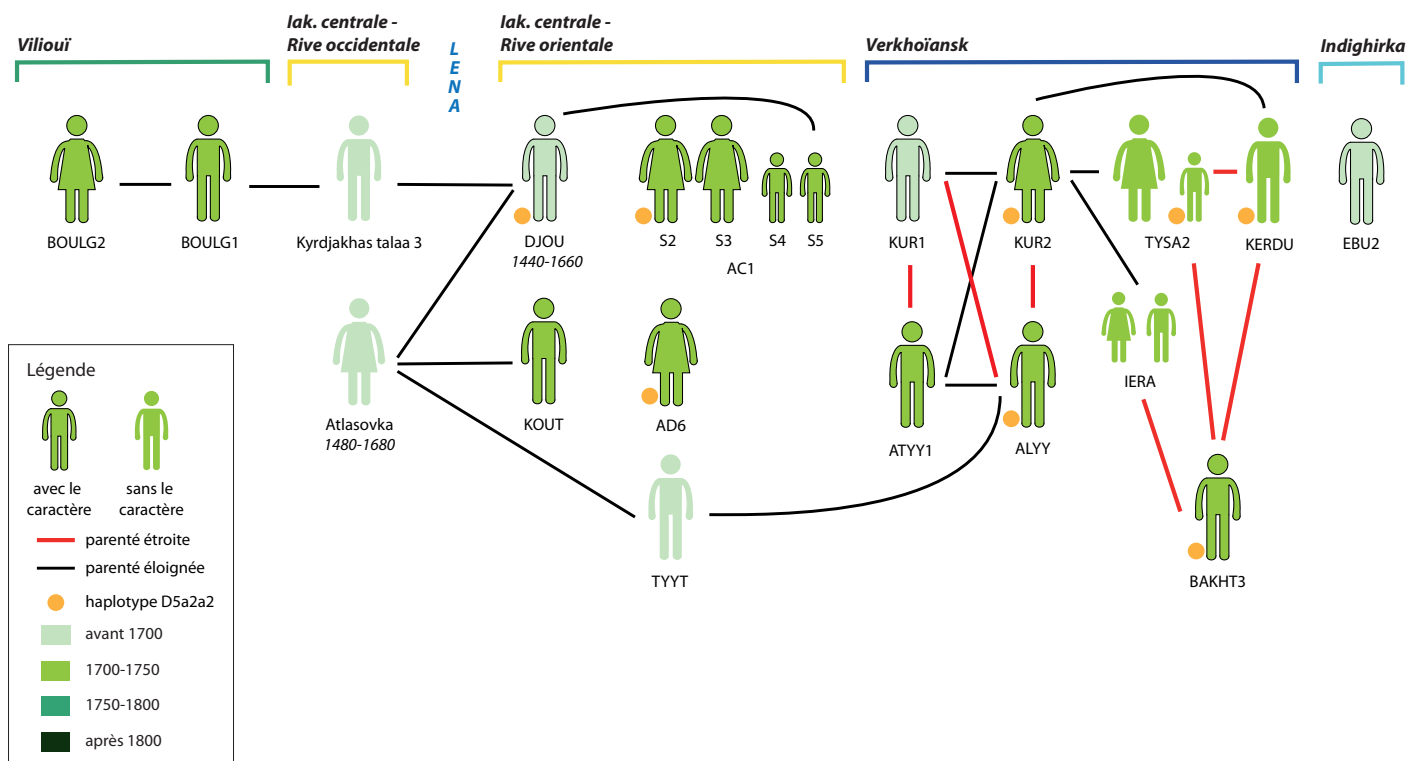 Viliouï
Iak. centrale -
Rive occidentale
L
E
N
A
Iak. centrale -
Rive orientale
Verkhoïansk
Indighirka
BOULG2
BOULG1
Kyrdjakhas talaa 3
DJOU
1440-1660
S2
S3
S4
S5
AC1
KUR1
KUR2
TYSA2
KERDU
EBU2
Atlasovka
1480-1680
KOUT
AD6
ATYY1
ALYY
IERA
TYYT
BAKHT3
Légende
avec le
caractère
sans le
caractère
parenté étroite
parenté éloignée
haplotype D5a2a2
avant 1700
1700-1750
1750-1800
après 1800